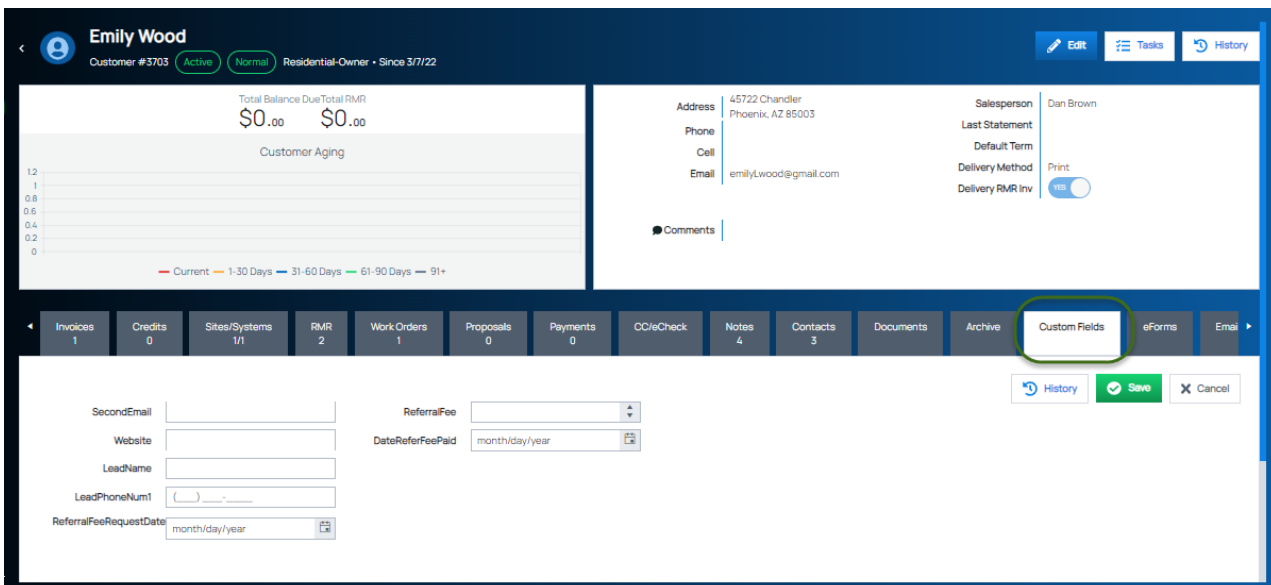 Emily Wood
Customer #3703 Active Normal Residential-Owner • Since 3/7/22
Edit Tasks History
Total Balance Due Total RMR
$0.00 $0.00
Customer Aging
1.2
1
0.8
0.6
0.4
0.2
0
Current 1-30 Days 31-60 Days 61-90 Days 91+
Address 45722 Chandler
Phoenix, AZ 85003
Phone
Cell
Email emilyLwood@gmail.com
Comments
Salesperson Dan Brown
Last Statement
Default Term
Delivery Method Print
Delivery RMR Inv YES
Invoices 1
Credits 0
Sites/Systems 1/1
RMR 2
Work Orders 1
Proposals 0
Payments 0
CC/eCheck
Notes 4
Contacts 3
Documents
Archive
Custom Fields
eForms
Emai
History Save Cancel
SecondEmail
Website
LeadName
LeadPhoneNum1 (___) ___-____
ReferralFeeRequestDate month/day/year
ReferralFee
DateReferFeePaid month/day/year